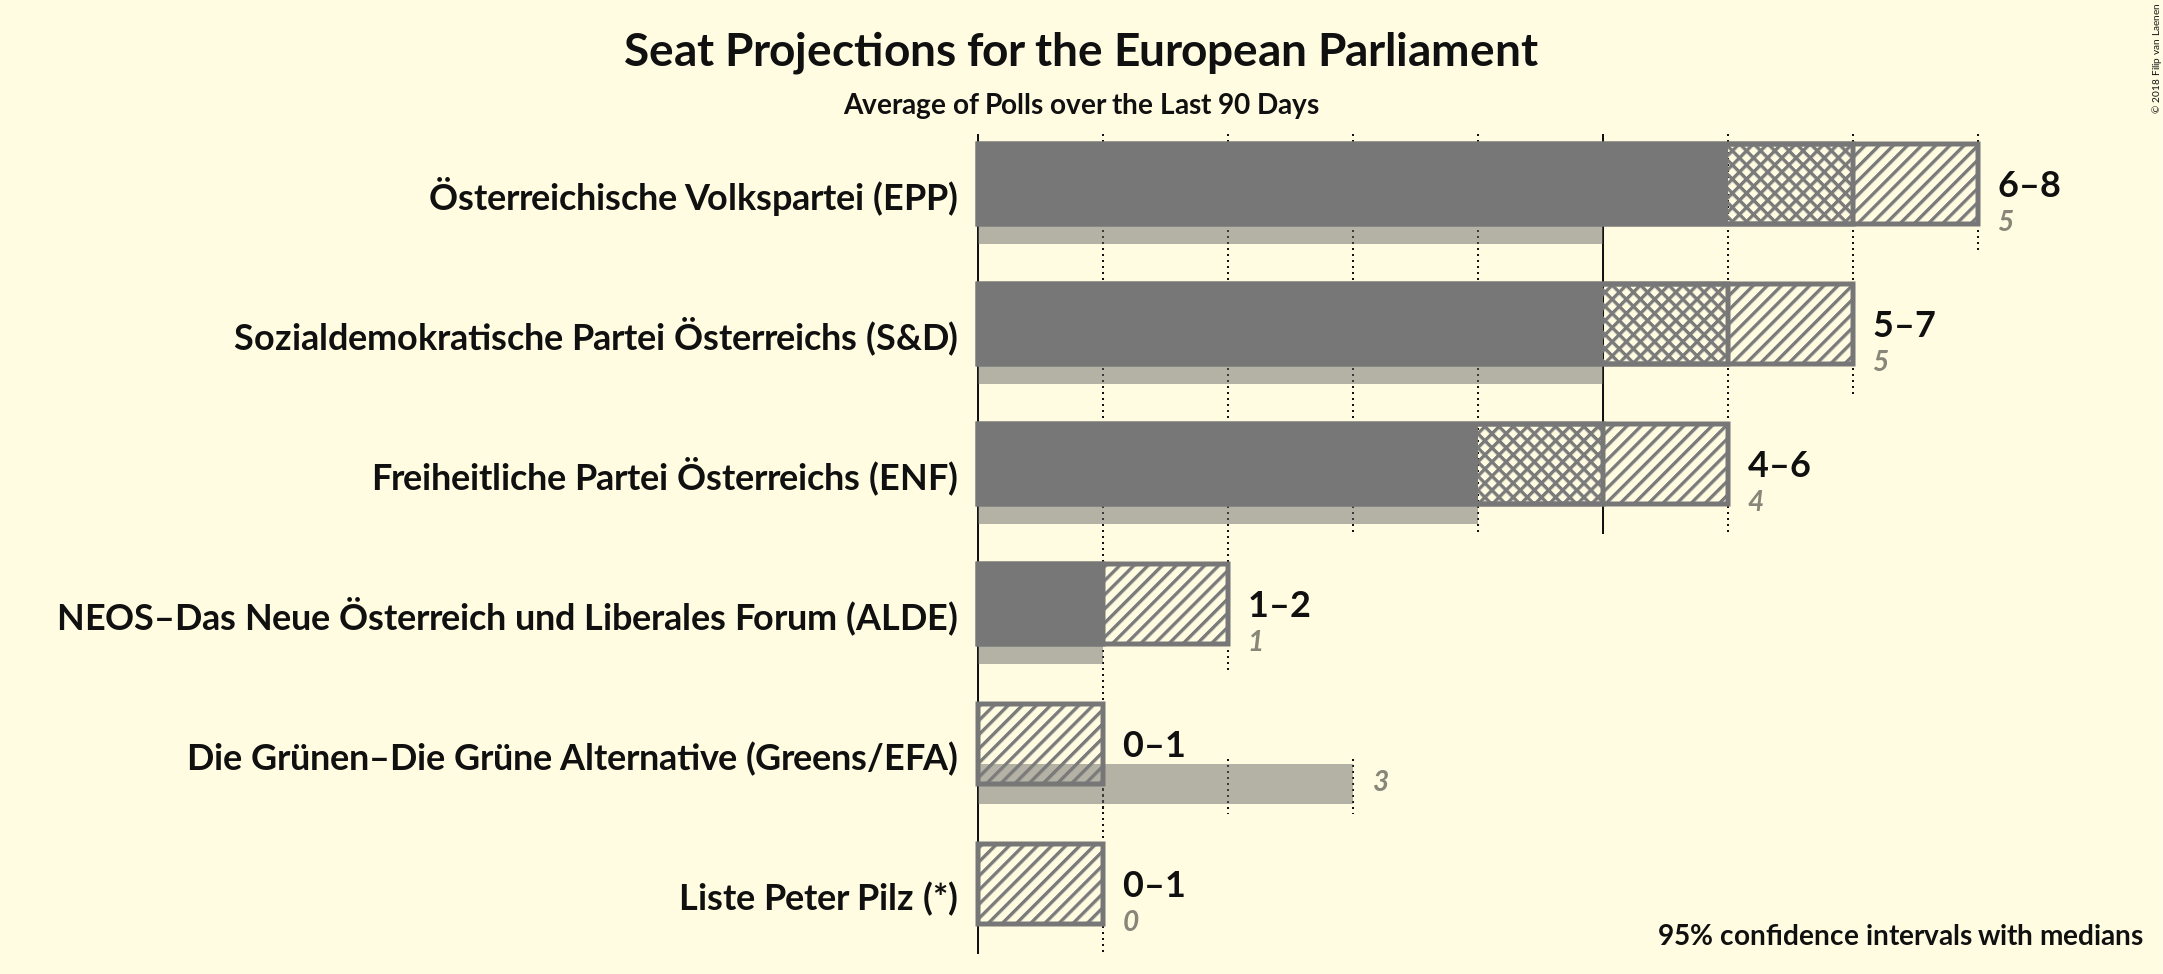 Seat Projections for the European Parliament
Average of Polls over the Last 90 Days
© 2018 Filip van Laenen
Österreichische Volkspartei (EPP)
6–8
5
Sozialdemokratische Partei Österreichs (S&D)
5–7
5
Freiheitliche Partei Österreichs (ENF)
4–6
4
NEOS–Das Neue Österreich und Liberales Forum (ALDE)
1–2
1
Die Grünen–Die Grüne Alternative (Greens/EFA)
0–1
3
Liste Peter Pilz (*)
0–1
0
95% confidence intervals with medians